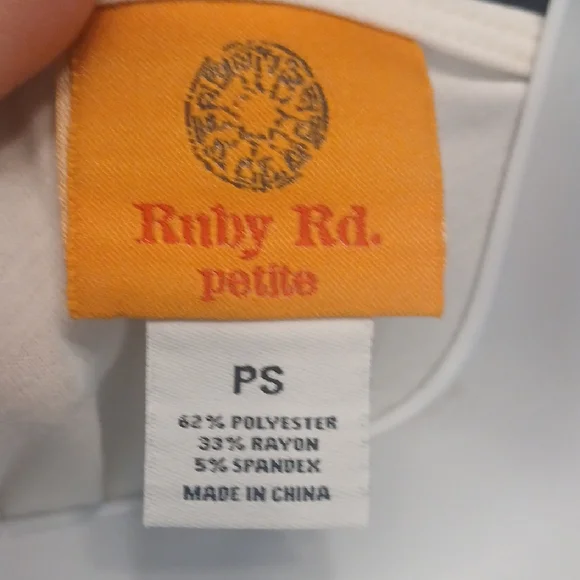 Ruby Rd.
petite
PS
62% POLYESTER
33% RAYON
5% SPANDEX
MADE IN CHINA